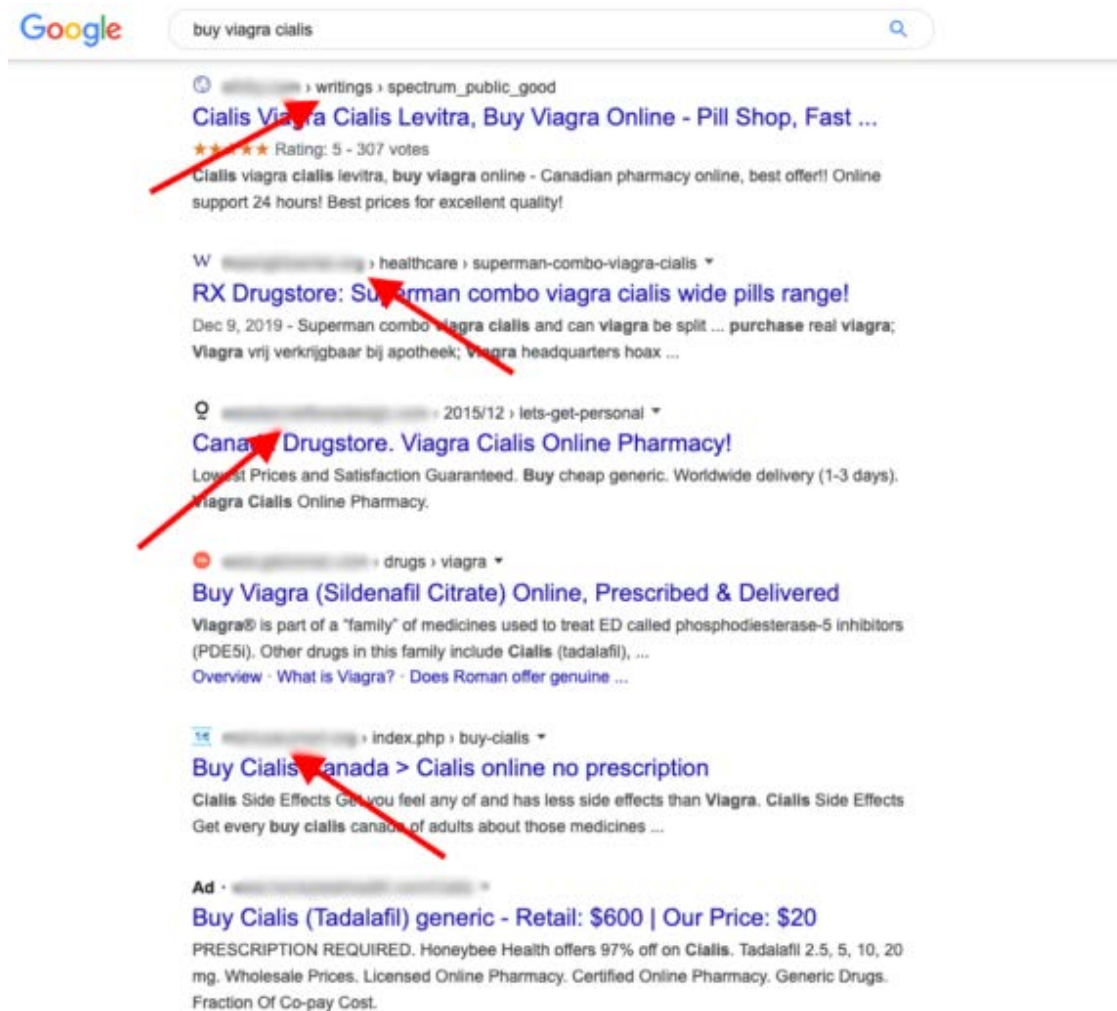 Google
buy viagra cialis
› writings › spectrum_public_good
Cialis Viagra Cialis Levitra, Buy Viagra Online - Pill Shop, Fast ...
★★★★★ Rating: 5 - 307 votes
Cialis viagra cialis levitra, buy viagra online - Canadian pharmacy online, best offer!! Online
support 24 hours! Best prices for excellent quality!
W › healthcare › superman-combo-viagra-cialis
RX Drugstore: Superman combo viagra cialis wide pills range!
Dec 9, 2019 - Superman combo viagra cialis and can viagra be split ... purchase real viagra;
Viagra vrij verkrijgbaar bij apotheek; Viagra headquarters hoax ...
› 2015/12 › lets-get-personal
Canada Drugstore. Viagra Cialis Online Pharmacy!
Lowest Prices and Satisfaction Guaranteed. Buy cheap generic. Worldwide delivery (1-3 days).
Viagra Cialis Online Pharmacy.
› drugs › viagra
Buy Viagra (Sildenafil Citrate) Online, Prescribed & Delivered
Viagra® is part of a "family" of medicines used to treat ED called phosphodiesterase-5 inhibitors
(PDE5i). Other drugs in this family include Cialis (tadalafil), ...
Overview · What is Viagra? · Does Roman offer genuine ...
› index.php › buy-cialis
Buy Cialis Canada > Cialis online no prescription
Cialis Side Effects Get you feel any of and has less side effects than Viagra. Cialis Side Effects
Get every buy cialis canada of adults about those medicines ...
Ad ·
Buy Cialis (Tadalafil) generic - Retail: $600 | Our Price: $20
PRESCRIPTION REQUIRED. Honeybee Health offers 97% off on Cialis. Tadalafil 2.5, 5, 10, 20
mg. Wholesale Prices. Licensed Online Pharmacy. Certified Online Pharmacy. Generic Drugs.
Fraction Of Co-pay Cost.